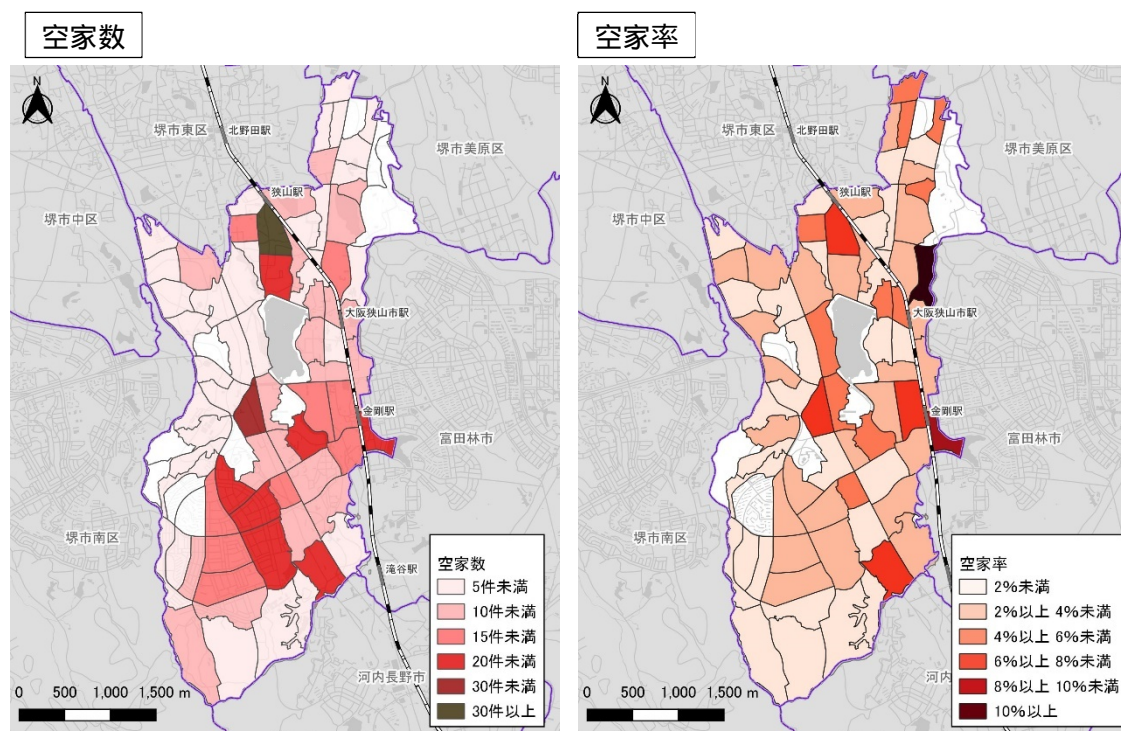 空家数
N
堺市東区
北野田駅
堺市美原区
狭山駅
堺市中区
大阪狭山市駅
金剛駅
富田林市
堺市南区
滝谷駅
河内長野市
0 500 1,000 1,500 m
空家数
5件未満
10件未満
15件未満
20件未満
30件未満
30件以上
空家率
N
堺市東区
北野田駅
堺市美原区
狭山駅
堺市中区
大阪狭山市駅
金剛駅
富田林市
堺市南区
河内
0 500 1,000 1,500 m
空家率
2%未満
2%以上 4%未満
4%以上 6%未満
6%以上 8%未満
8%以上 10%未満
10%以上